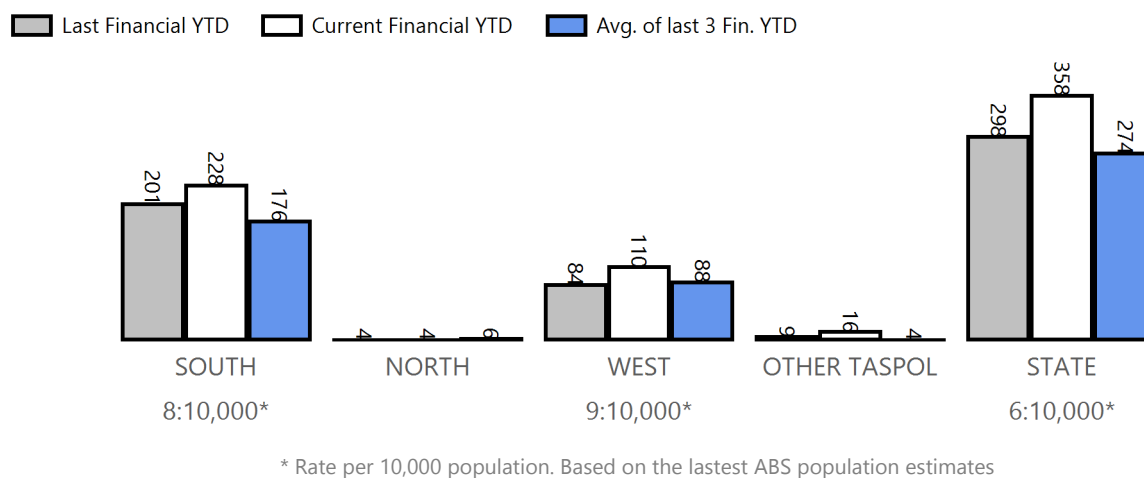 Last Financial YTD Current Financial YTD Avg. of last 3 Fin. YTD
201 228 176 4 4 6 84 110 88 9 16 4 298 358 274
SOUTH NORTH WEST OTHER TASPOL STATE
8:10,000* 9:10,000* 6:10,000*
* Rate per 10,000 population. Based on the lastest ABS population estimates